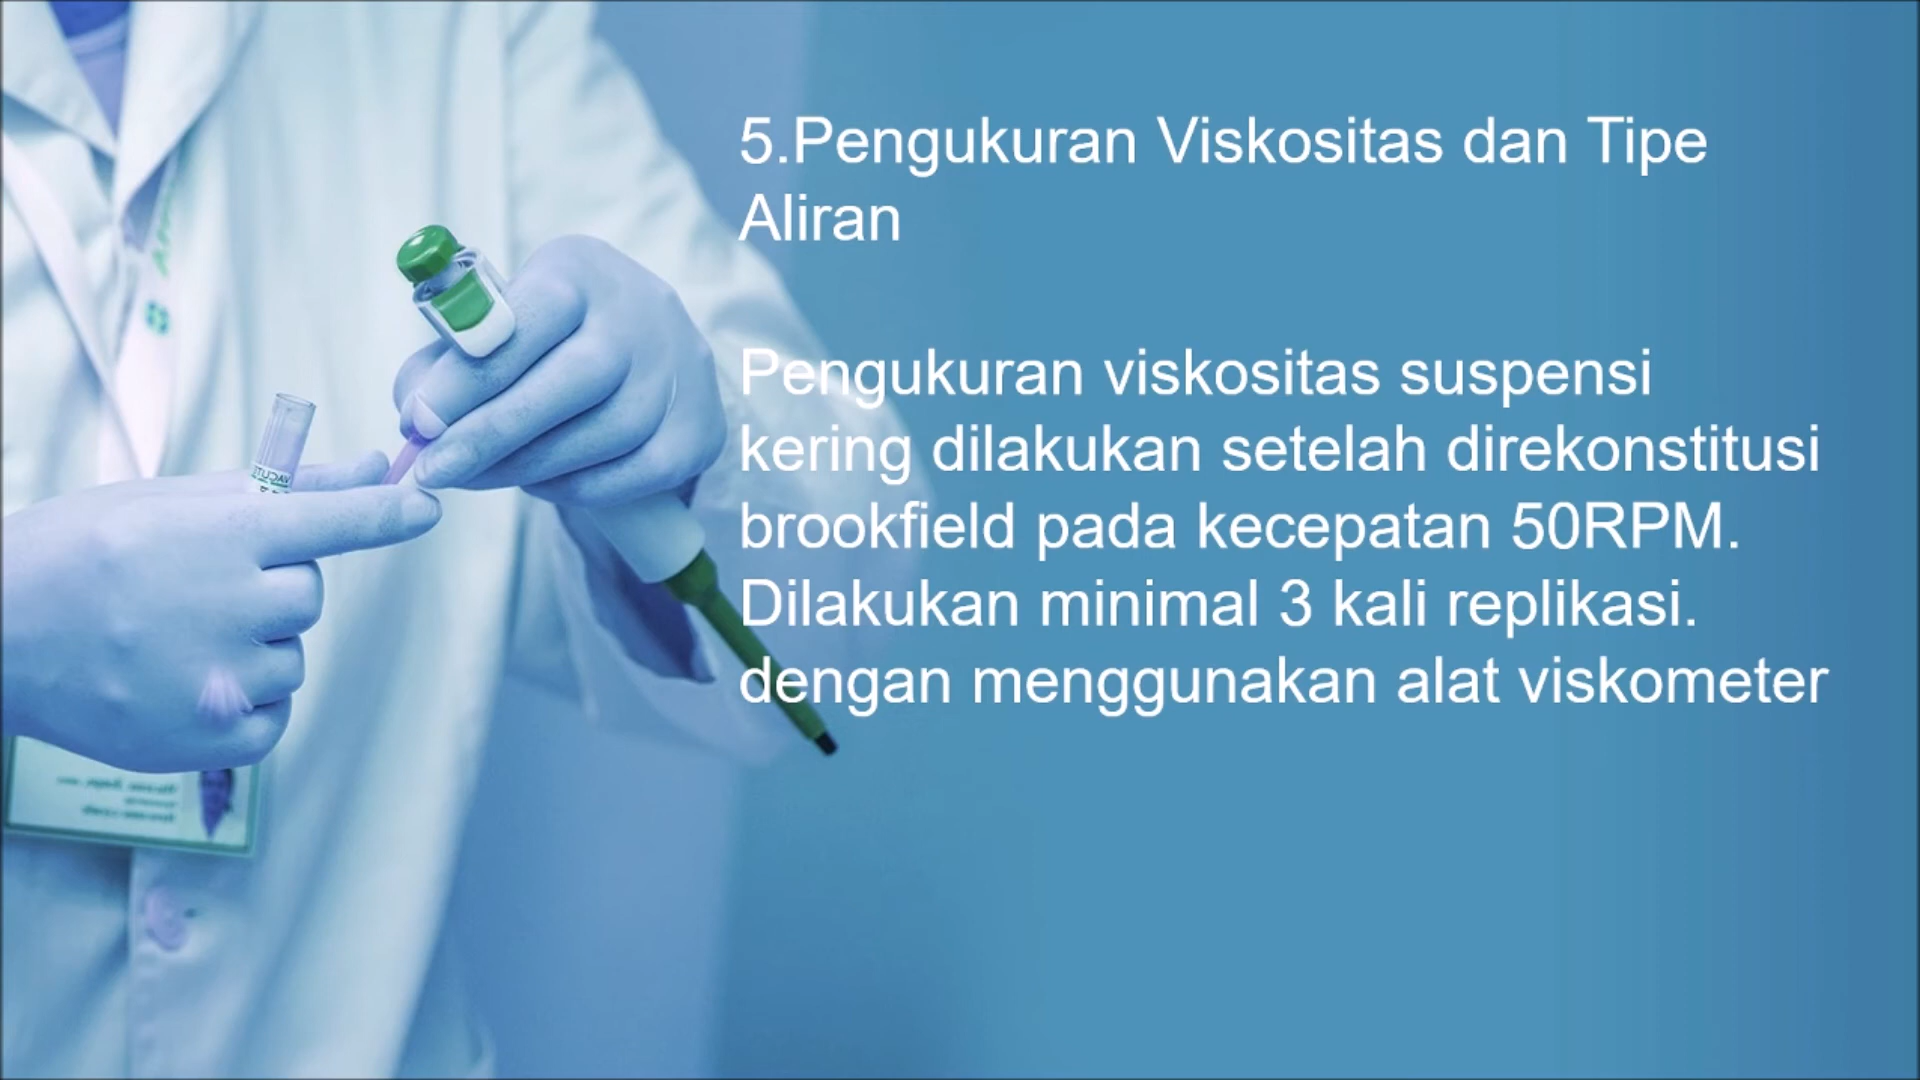 5.Pengukuran Viskositas dan Tipe
Aliran
Pengukuran viskositas suspensi
kering dilakukan setelah direkonstitusi
brookfield pada kecepatan 50RPM.
Dilakukan minimal 3 kali replikasi.
dengan menggunakan alat viskometer